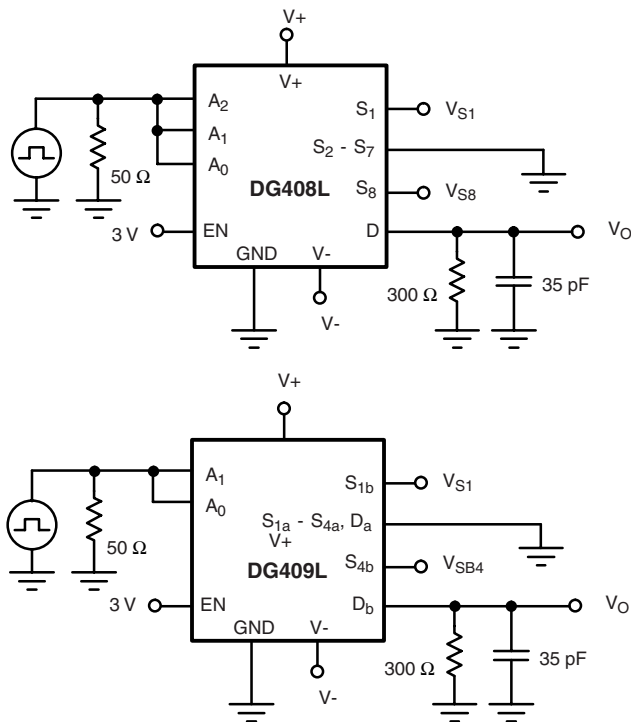 V+
V+
A2
S1
VS1
A1
S2 - S7
A0
50 Ω
DG408L
S8
VS8
3 V
EN
D
VO
GND
V-
300 Ω
35 pF
V-
V+
A1
S1b
VS1
A0
S1a - S4a, Da
V+
50 Ω
S4b
VSB4
DG409L
3 V
EN
Db
VO
GND
V-
300 Ω
35 pF
V-